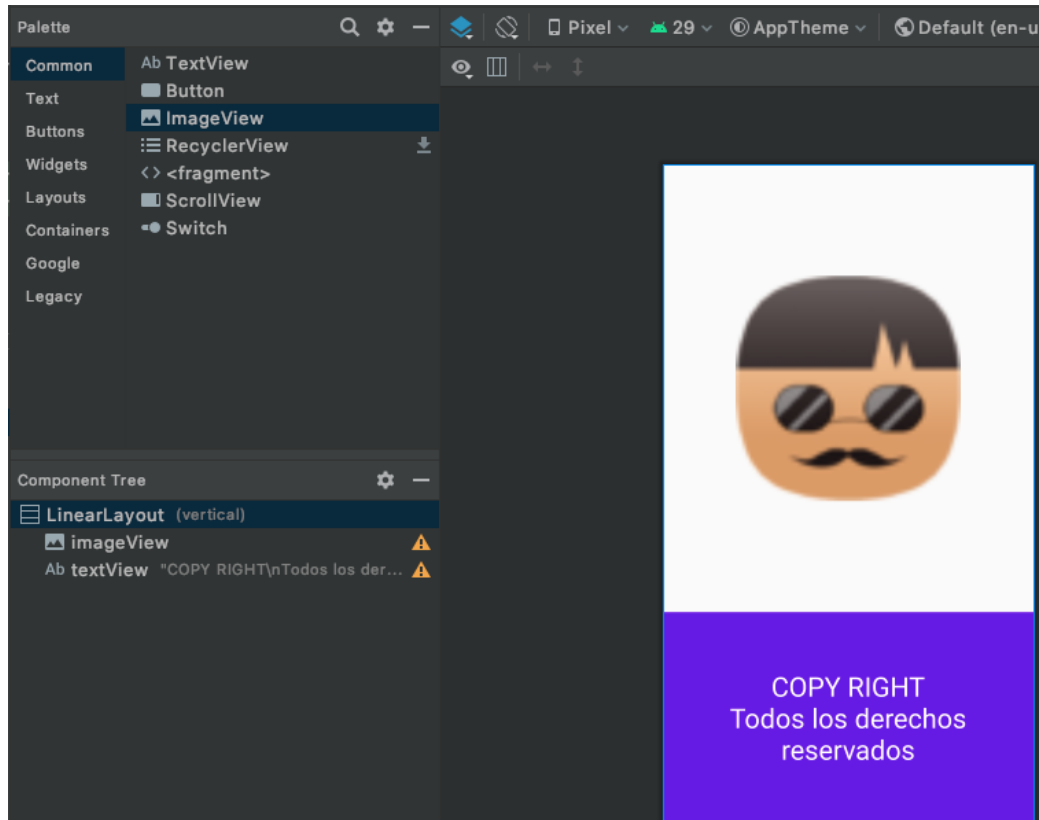 Palette
Pixel
29
AppTheme
Default (en-u
Common
Text
Buttons
Widgets
Layouts
Containers
Google
Legacy
Ab TextView
Button
ImageView
RecyclerView
<> <fragment>
ScrollView
Switch
Component Tree
LinearLayout (vertical)
imageView
Ab textView "COPY RIGHT\nTodos los der...
COPY RIGHT
Todos los derechos
reservados